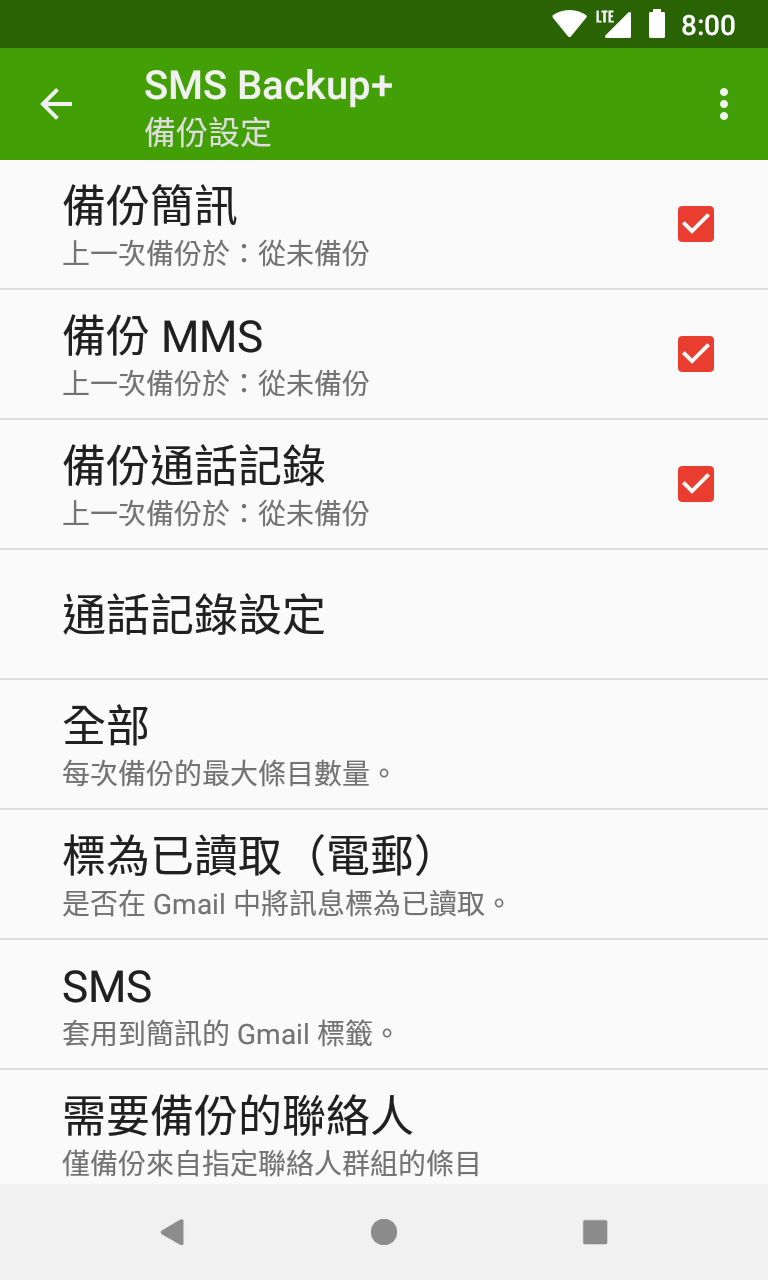 LTE 8:00
SMS Backup+
備份設定
備份簡訊
上一次備份於：從未備份
備份 MMS
上一次備份於：從未備份
備份通話記錄
上一次備份於：從未備份
通話記錄設定
全部
每次備份的最大條目數量。
標為已讀取（電郵）
是否在 Gmail 中將訊息標為已讀取。
SMS
套用到簡訊的 Gmail 標籤。
需要備份的聯絡人
僅備份來自指定聯絡人群組的條目